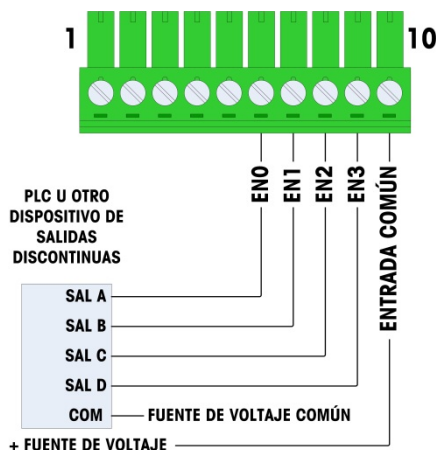 1
10
EN0
EN1
EN2
EN3
ENTRADA COMÚN
PLC U OTRO
DISPOSITIVO DE
SALIDAS
DISCONTINUAS
SAL A
SAL B
SAL C
SAL D
COM
FUENTE DE VOLTAJE COMÚN
+ FUENTE DE VOLTAJE